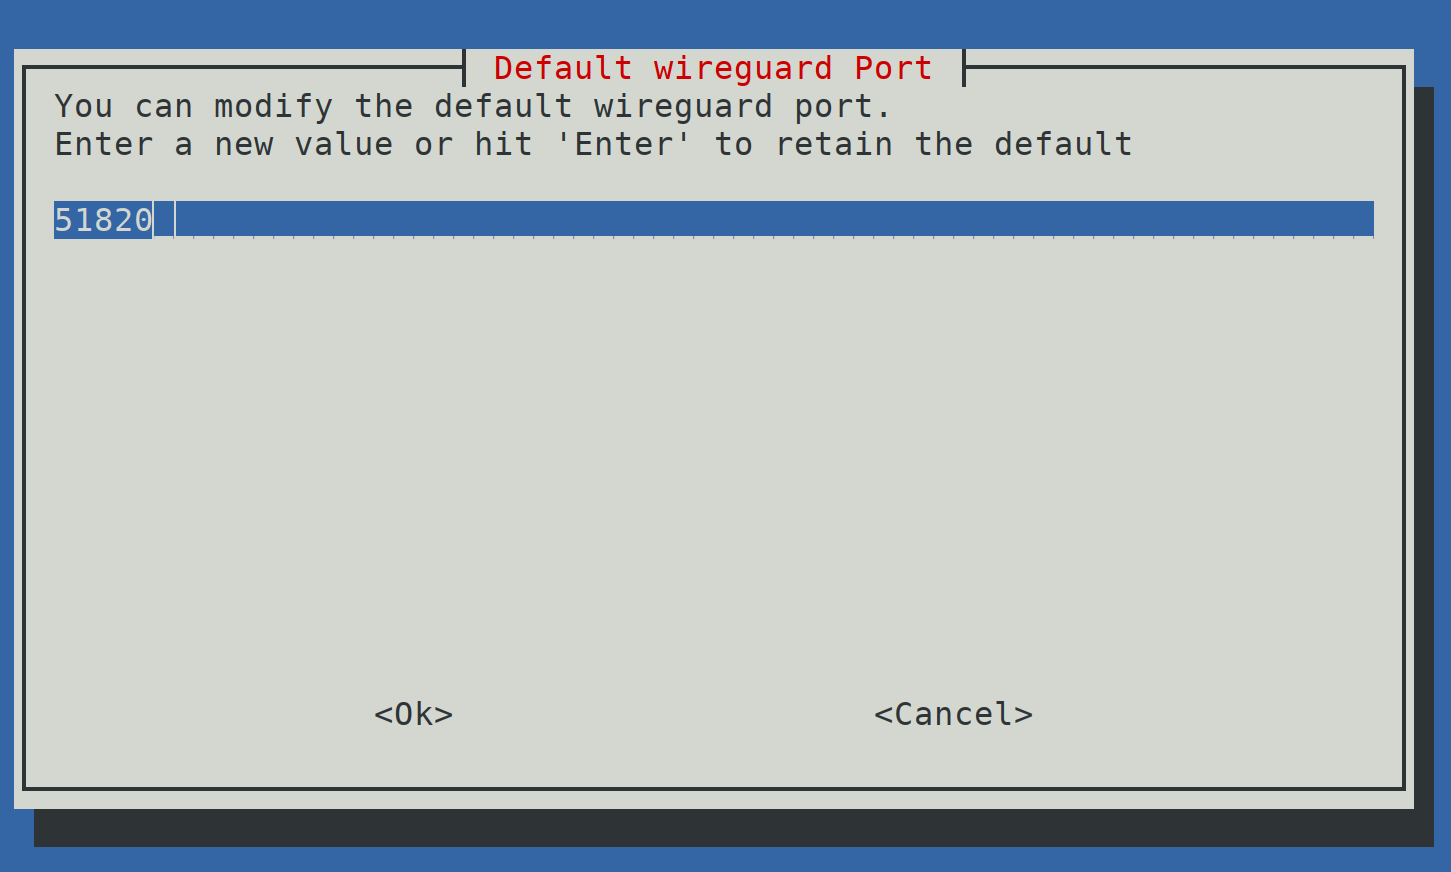 Default wireguard Port
You can modify the default wireguard port.
Enter a new value or hit 'Enter' to retain the default
51820
<Ok> <Cancel>